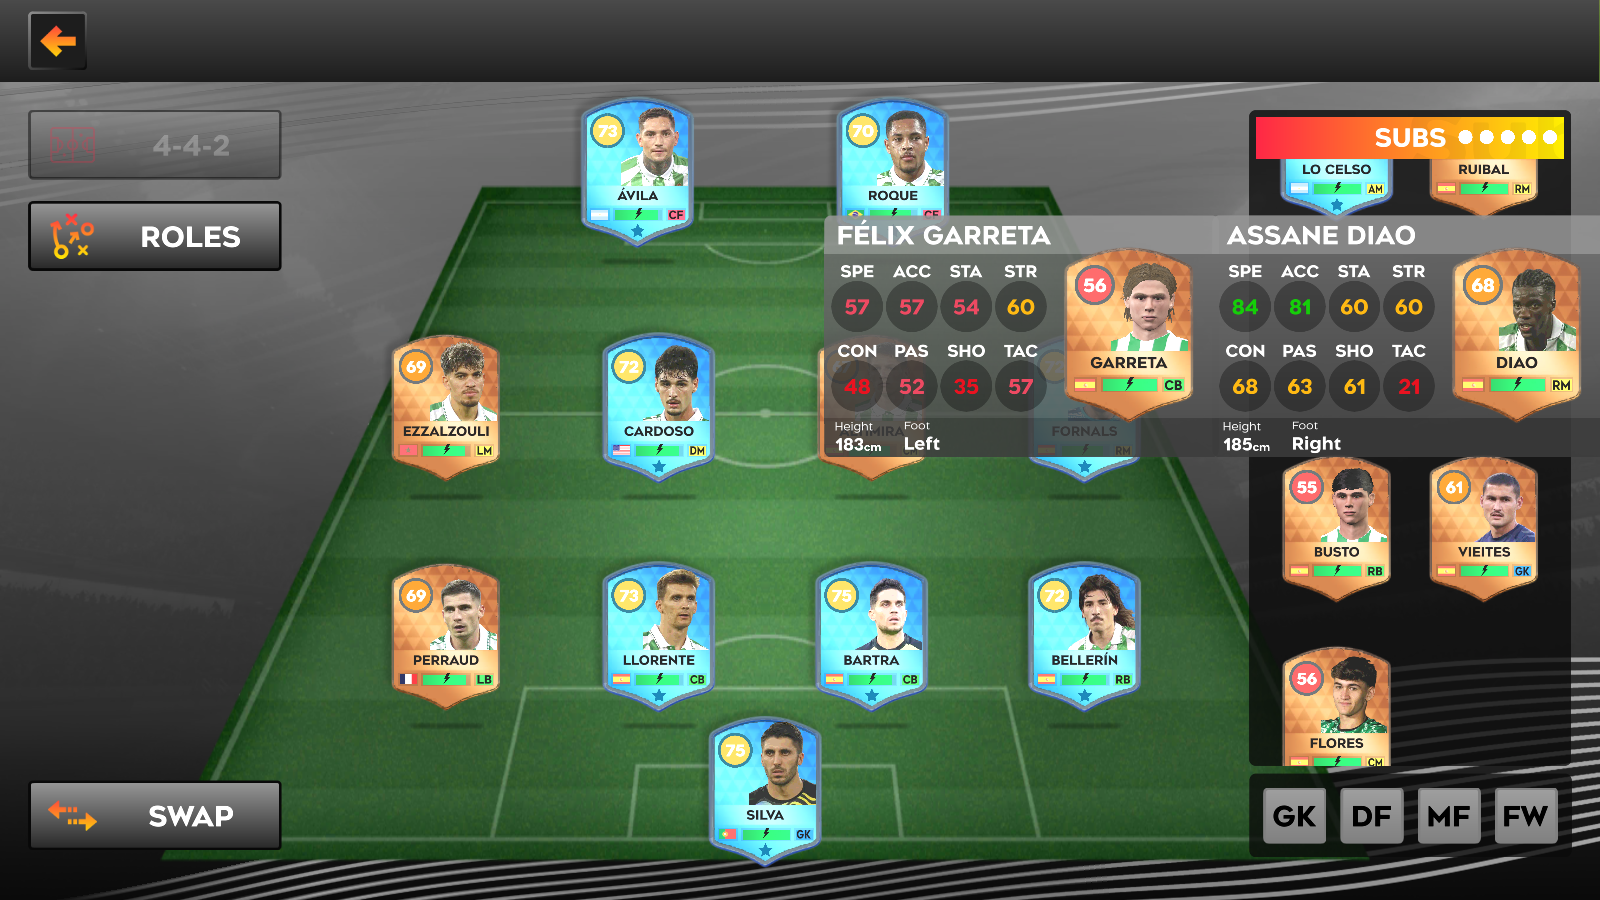 4-4-2
ROLES
SWAP
73
ÁVILA
CF
70
ROQUE
CF
SUBS
LO CELSO
AM
RUIBAL
RM
FÉLIX GARRETA
SPE ACC STA STR
57 57 54 60
CON PAS SHO TAC
48 52 35 57
Height Foot
183cm Left
56
GARRETA
CB
ASSANE DIAO
SPE ACC STA STR
84 81 60 60
CON PAS SHO TAC
68 63 61 21
Height Foot
185cm Right
68
DIAO
RM
69
EZZALZOULI
LM
72
CARDOSO
DM
FORNALS
RM
55
BUSTO
RB
61
VIEITES
GK
69
PERRAUD
LB
73
LLORENTE
CB
75
BARTRA
CB
72
BELLERÍN
RB
56
FLORES
CM
75
SILVA
GK
GK DF MF FW